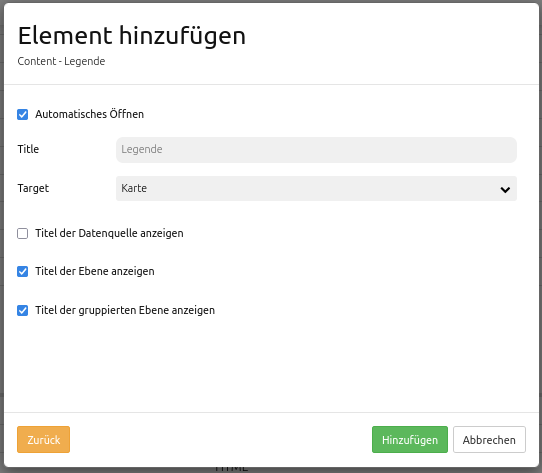 Element hinzufügen
Content - Legende
Automatisches Öffnen
Title
Legende
Target
Karte
Titel der Datenquelle anzeigen
Titel der Ebene anzeigen
Titel der gruppierten Ebene anzeigen
Zurück
Hinzufügen
Abbrechen